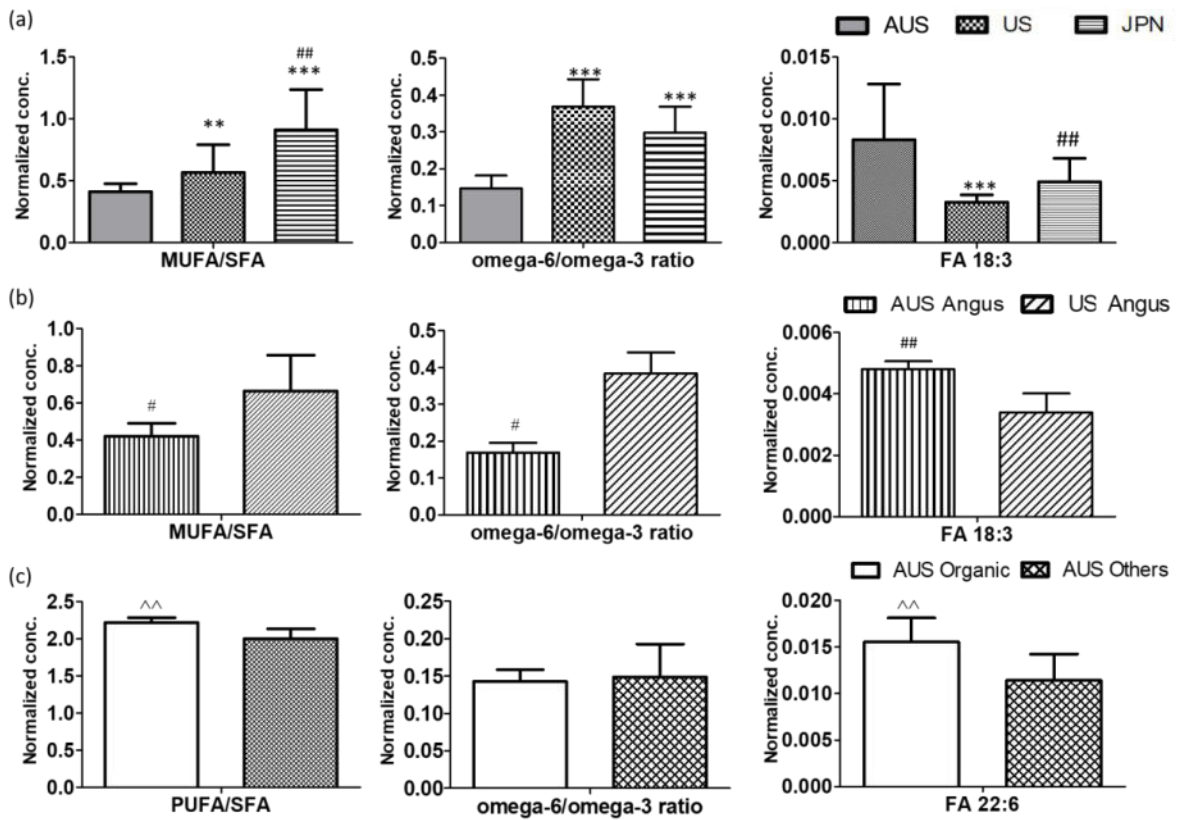 (a)
AUS US JPN
Normalized conc.
1.5
1.0
0.5
0.0
**
##
***
MUFA/SFA
Normalized conc.
0.5
0.4
0.3
0.2
0.1
0.0
***
***
omega-6/omega-3 ratio
Normalized conc.
0.015
0.010
0.005
0.000
***
##
FA 18:3
(b)
AUS Angus US Angus
Normalized conc.
1.0
0.8
0.6
0.4
0.2
0.0
#
MUFA/SFA
Normalized conc.
0.5
0.4
0.3
0.2
0.1
0.0
#
omega-6/omega-3 ratio
Normalized conc.
0.006
0.004
0.002
0.000
##
FA 18:3
(c)
AUS Organic AUS Others
Normalized conc.
2.5
2.0
1.5
1.0
0.5
0.0
^^
PUFA/SFA
Normalized conc.
0.25
0.20
0.15
0.10
0.05
0.00
omega-6/omega-3 ratio
Normalized conc.
0.020
0.015
0.010
0.005
0.000
^^
FA 22:6